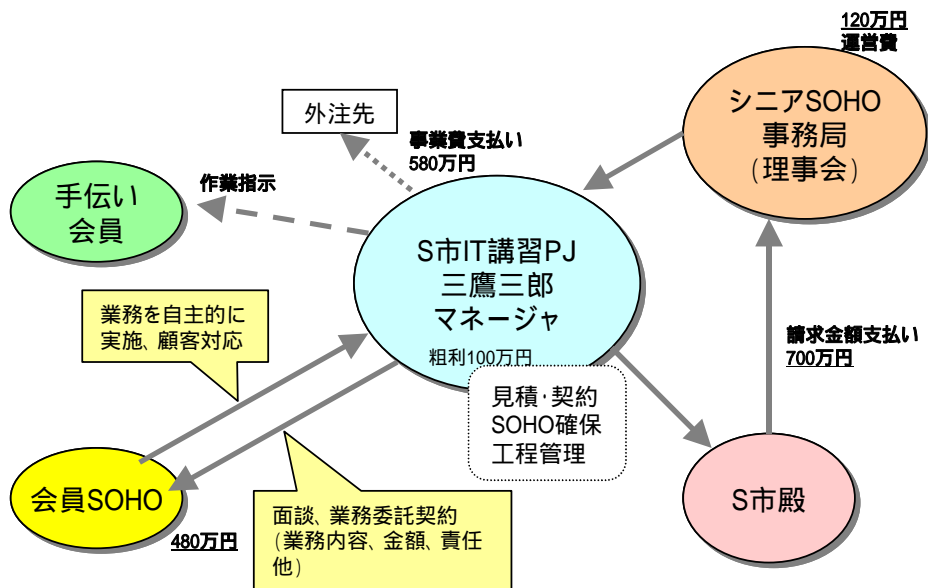 120万円
運営費
シニアSOHO
事務局
(理事会)
外注先
事業費支払い
580万円
手伝い
会員
作業指示
S市IT講習PJ
三鷹三郎
マネージャ
粗利100万円
業務を自主的に
実施、顧客対応
請求金額支払い
700万円
見積・契約
SOHO確保
工程管理
会員SOHO
480万円
面談、業務委託契約
(業務内容、金額、責任
他)
S市殿